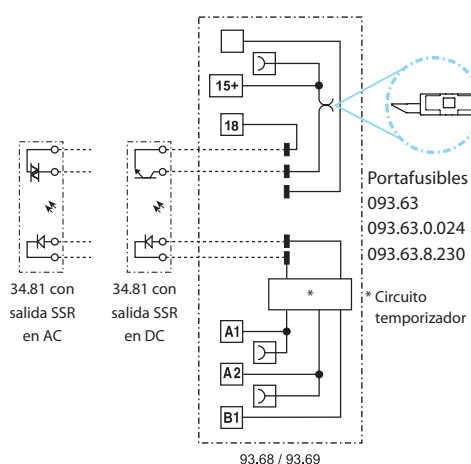 15+
18
Portafusibles
093.63
093.63.0.024
093.63.8.230
34.81 con
salida SSR
en AC
34.81 con
salida SSR
en DC
*
* Circuito
temporizador
A1
A2
B1
93.68 / 93.69